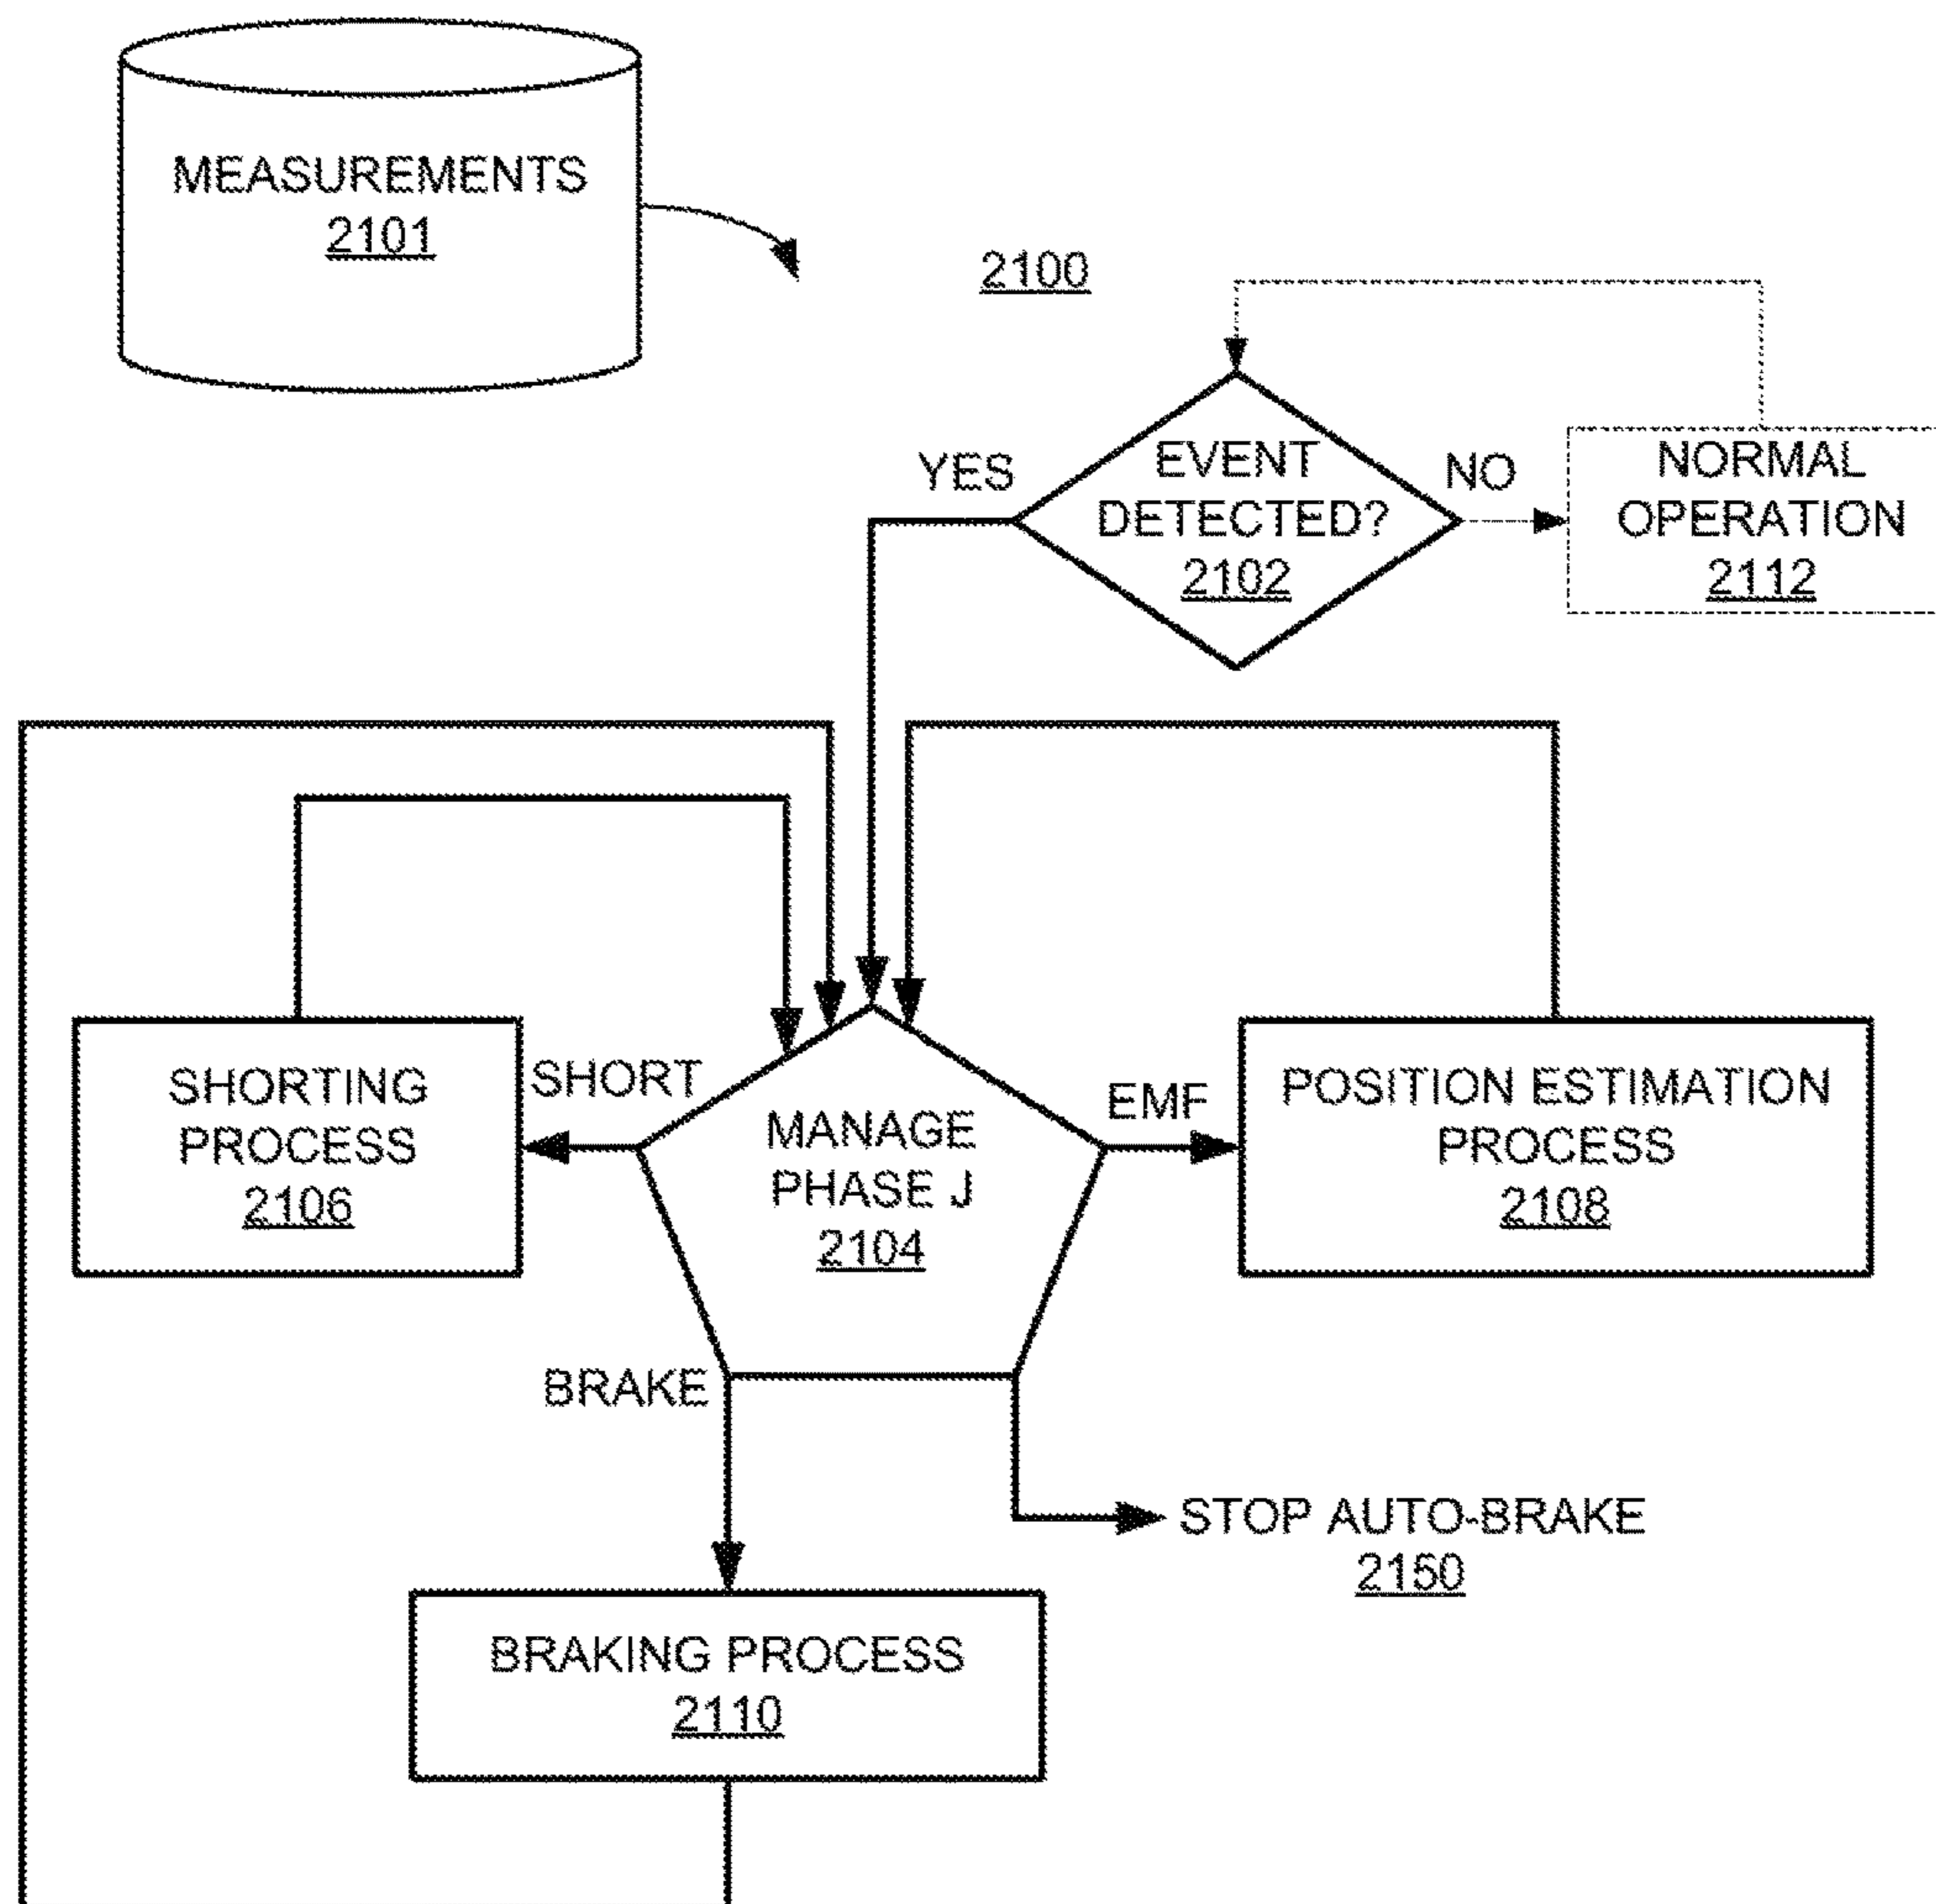 MEASUREMENTS
2101
2100
YES
EVENT
DETECTED?
2102
NO
NORMAL
OPERATION
2112
SHORTING
PROCESS
2106
SHORT
MANAGE
PHASE J
2104
EMF
POSITION ESTIMATION
PROCESS
2108
BRAKE
STOP AUTO-BRAKE
2150
BRAKING PROCESS
2110